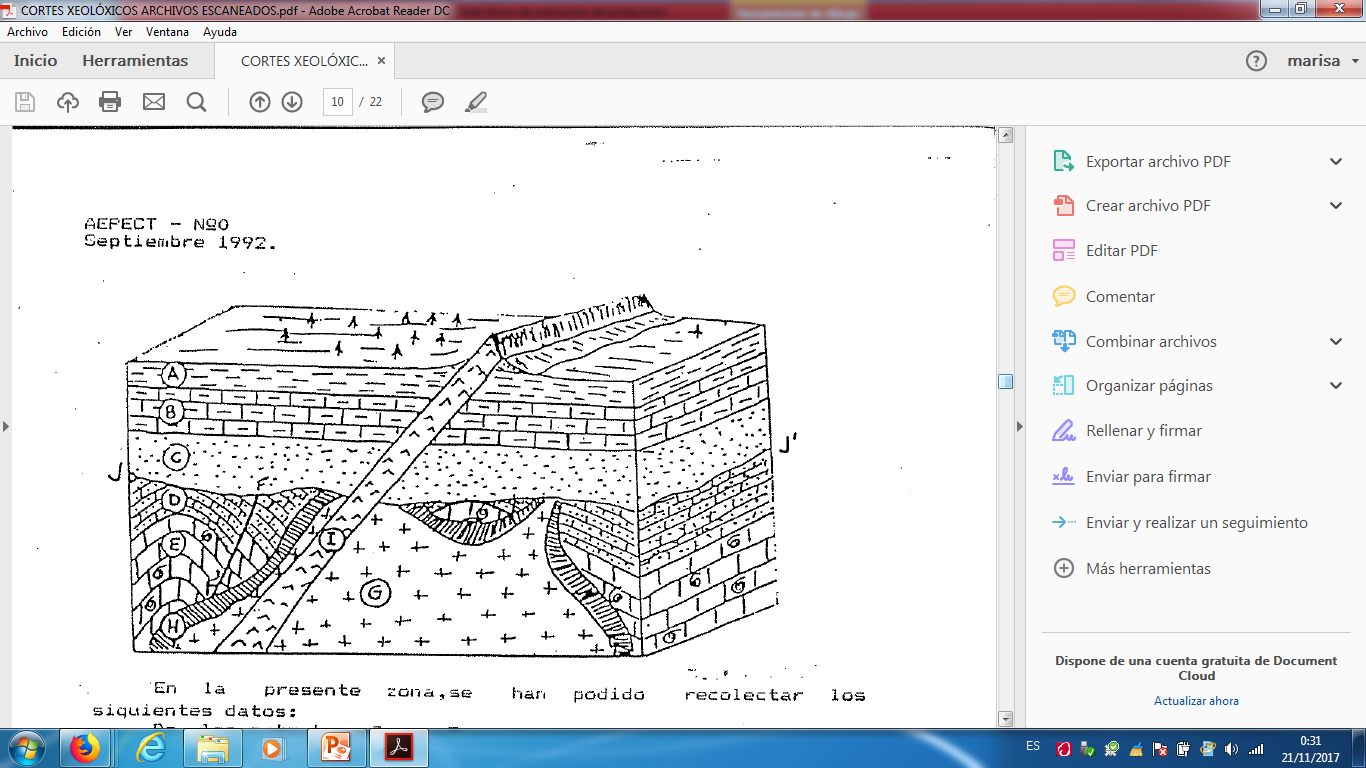 CORTES XEOLÓXICOS ARCHIVOS ESCANEADOS.pdf - Adobe Acrobat Reader DC
Archivo Edición Ver Ventana Ayuda
Inicio Herramientas CORTES XEOLÓXIC... ×
marisa
10 / 22
AEPECT - Nº0
Septiembre 1992.
A
B
C
J
J'
D
F
E
I
G
H
En la presente zona,se han podido recolectar los
siguientes datos:
Exportar archivo PDF
Crear archivo PDF
Editar PDF
Comentar
Combinar archivos
Organizar páginas
Rellenar y firmar
Enviar para firmar
Enviar y realizar un seguimiento
Más herramientas
Dispone de una cuenta gratuita de Document
Cloud
Actualizar ahora
ES
0:31
21/11/2017